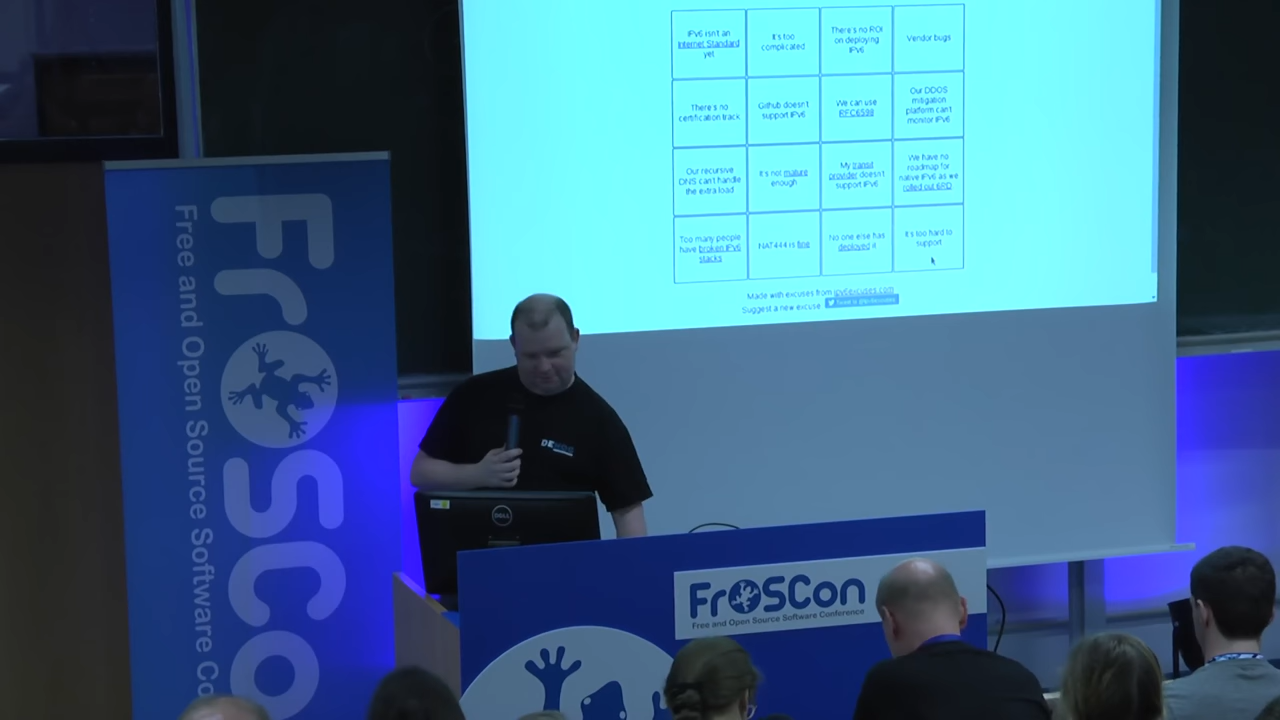 IPv6 isn't an
Internet Standard
yet
It's too
complicated
There's no ROI
on deploying
IPv6
Vendor bugs
There's no
certification track
Github doesn't
support IPv6
We can use
RFC6598
Our DDOS
mitigation
platform can't
monitor IPv6
Our recursive
DNS can't handle
the extra load
It's not mature
enough
My transit
provider doesn't
support IPv6
We have no
roadmap for
native IPv6 as we
rolled out 6RD
Too many people
have broken IPv6
stacks
NAT444 is fine
No one else has
deployed it
It's too hard to
support
Made with excuses from ipv6excuses.com
Suggest a new excuse
FrOSCon
Free and Open Source Software Co
DELL
FrOSCon
Free and Open Source Software Conference